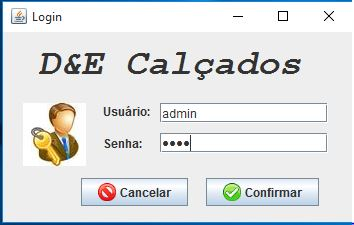 Login
D&E Calçados
Usuário: admin
Senha: ••••
Cancelar Confirmar